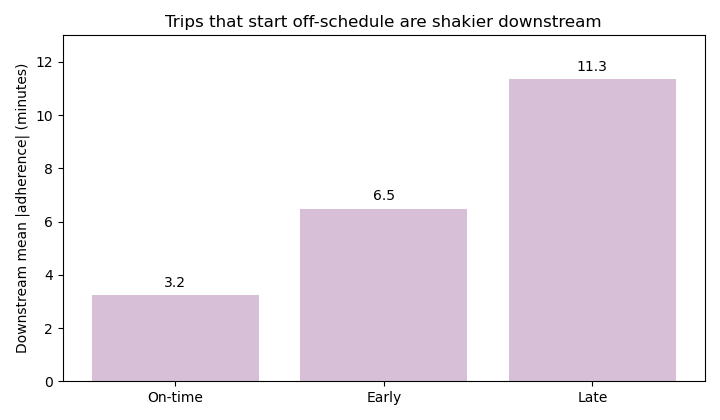 Trips that start off-schedule are shakier downstream
Downstream mean |adherence| (minutes)
12
10
8
6
4
2
0
3.2
6.5
11.3
On-time
Early
Late